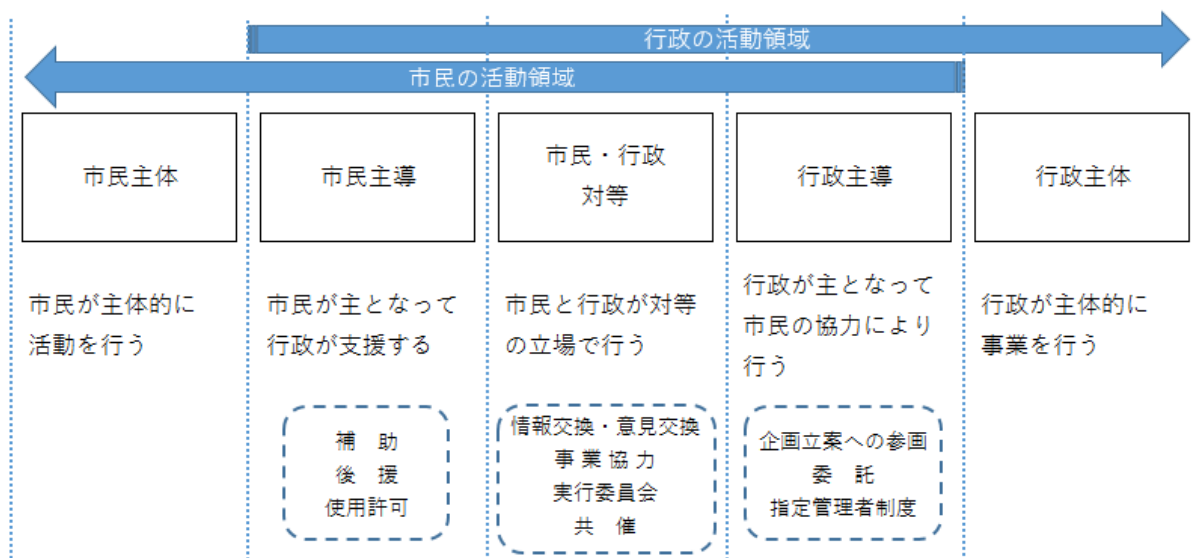 行政の活動領域
市民の活動領域
市民主体
市民主導
市民・行政
対等
行政主導
行政主体
市民が主体的に
活動を行う
市民が主となって
行政が支援する
市民と行政が対等
の立場で行う
行政が主となって
市民の協力により
行う
行政が主体的に
事業を行う
補 助
後 援
使用許可
情報交換・意見交換
事 業 協 力
実行委員会
共 催
企画立案への参画
委 託
指定管理者制度